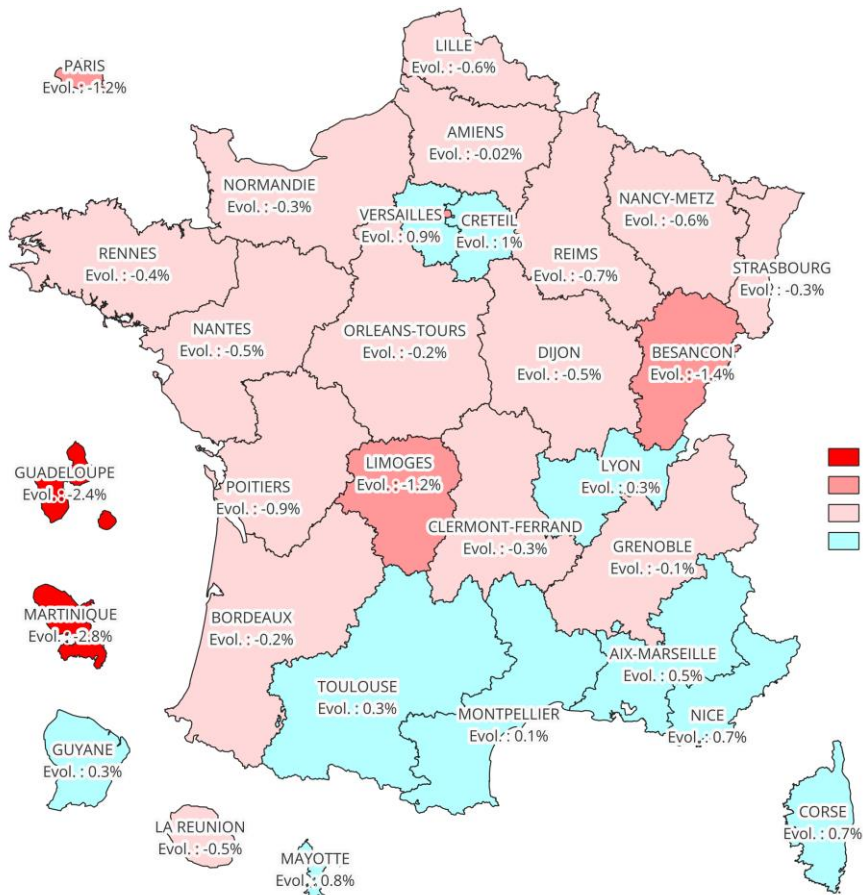 LILLE
Evol. : -0.6%
PARIS
Evol. : -1.2%
AMIENS
Evol. : -0.02%
NORMANDIE
Evol. : -0.3%
NANCY-METZ
Evol. : -0.6%
VERSAILLES
Evol. : 0.9%
CRETEIL
Evol. : 1%
RENNES
Evol. : -0.4%
REIMS
Evol. : -0.7%
STRASBOURG
Evol. : -0.3%
NANTES
Evol. : -0.5%
ORLEANS-TOURS
Evol. : -0.2%
DIJON
Evol. : -0.5%
BESANCON
Evol. : -1.4%
GUADELOUPE
Evol. : -2.4%
POITIERS
Evol. : -0.9%
LIMOGES
Evol. : -1.2%
LYON
Evol. : 0.3%
CLERMONT-FERRAND
Evol. : -0.3%
GRENOBLE
Evol. : -0.1%
MARTINIQUE
Evol. : -2.8%
BORDEAUX
Evol. : -0.2%
AIX-MARSEILLE
Evol. : 0.5%
TOULOUSE
Evol. : 0.3%
MONTPELLIER
Evol. : 0.1%
NICE
Evol. : 0.7%
GUYANE
Evol. : 0.3%
LA REUNION
Evol. : -0.5%
CORSE
Evol. : 0.7%
MAYOTTE
Evol. : 0.8%